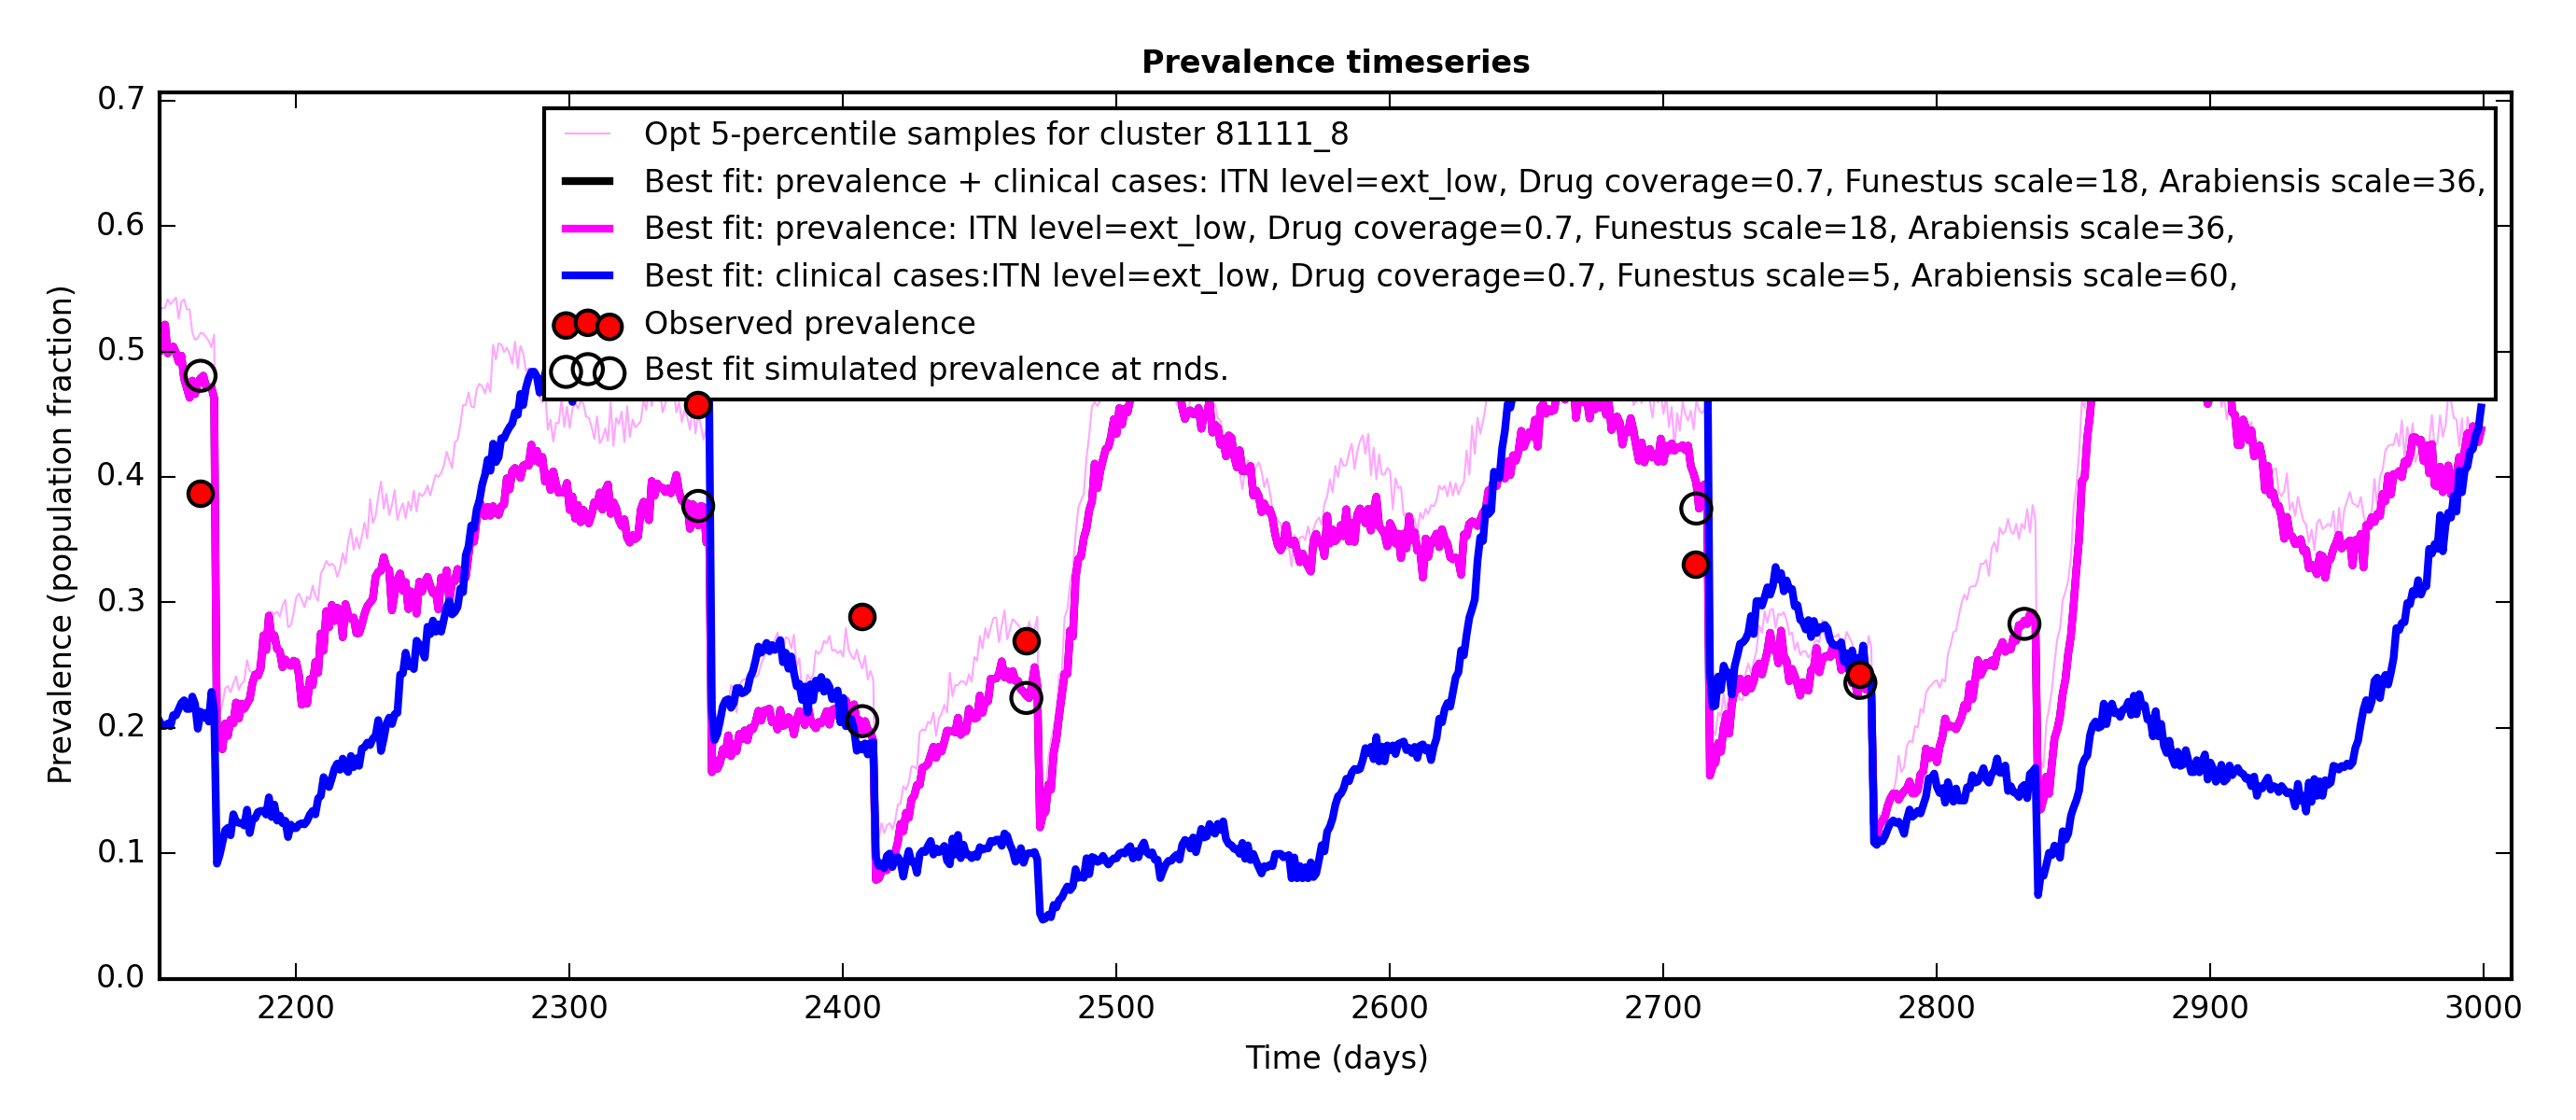 Prevalence timeseries
0.7
0.6
0.5
0.4
0.3
0.2
0.1
0.0
Prevalence (population fraction)
Opt 5-percentile samples for cluster 81111_8
Best fit: prevalence + clinical cases: ITN level=ext_low, Drug coverage=0.7, Funestus scale=18, Arabiensis scale=36,
Best fit: prevalence: ITN level=ext_low, Drug coverage=0.7, Funestus scale=18, Arabiensis scale=36,
Best fit: clinical cases:ITN level=ext_low, Drug coverage=0.7, Funestus scale=5, Arabiensis scale=60,
Observed prevalence
Best fit simulated prevalence at rnds.
2200 2300 2400 2500 2600 2700 2800 2900 3000
Time (days)